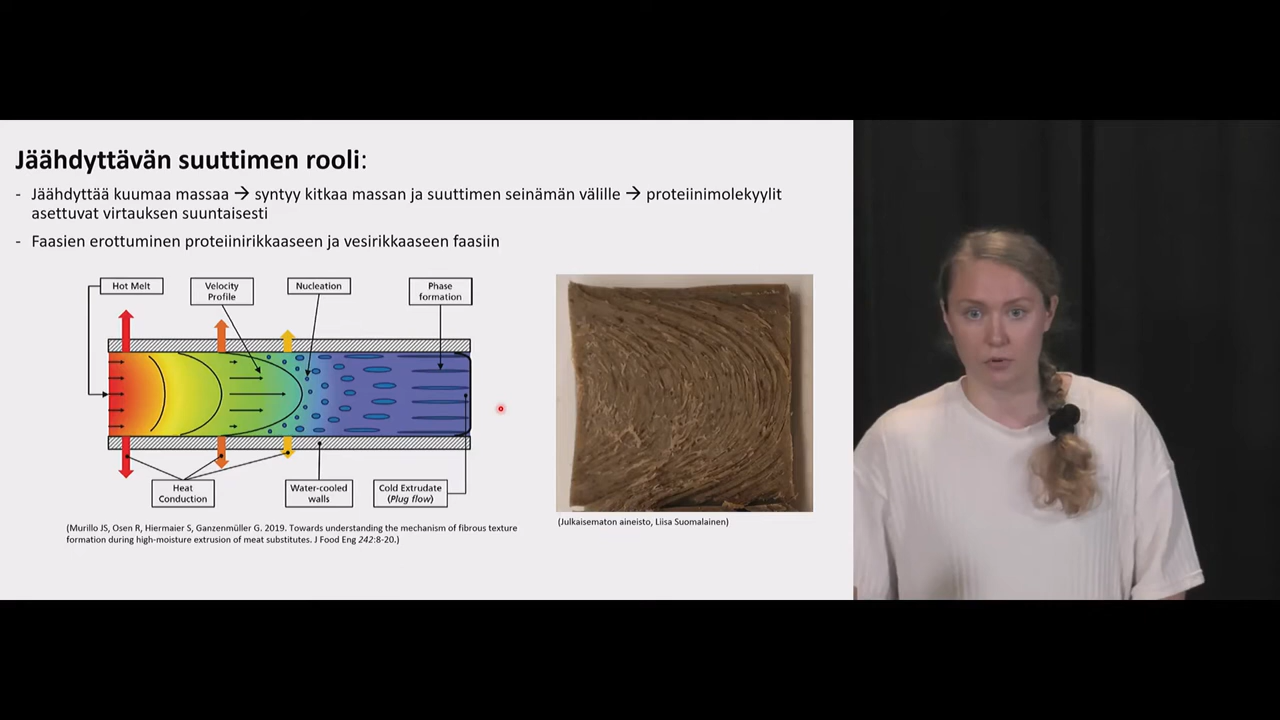 Jäähdyttävän suuttimen rooli:
- Jäähdyttää kuumaa massaa → syntyy kitkaa massan ja suuttimen seinämän välille → proteiinimolekyylit
asettuvat virtauksen suuntaisesti
- Faasien erottuminen proteiinirikkaaseen ja vesirikkaaseen faasiin
Hot Melt
Velocity
Profile
Nucleation
Phase
formation
Heat
Conduction
Water-cooled
walls
Cold Extrudate
(Plug flow)
(Murillo JS, Osen R, Hiermaier S, Ganzenmüller G. 2019. Towards understanding the mechanism of fibrous texture
formation during high-moisture extrusion of meat substitutes. J Food Eng 242:8-20.)
(Julkaisematon aineisto, Liisa Suomalainen)